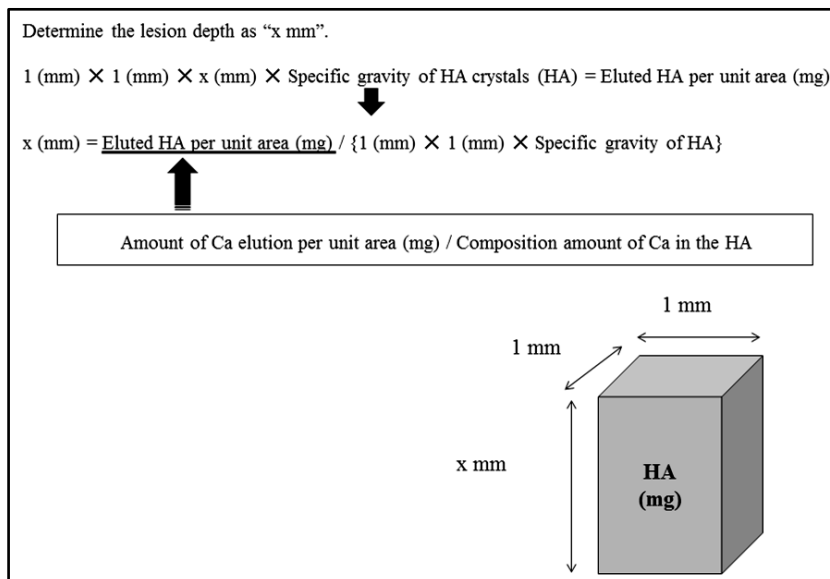 Determine the lesion depth as “x mm”.
1 (mm) × 1 (mm) × x (mm) × Specific gravity of HA crystals (HA) = Eluted HA per unit area (mg)
x (mm) = Eluted HA per unit area (mg) / {1 (mm) × 1 (mm) × Specific gravity of HA}
Amount of Ca elution per unit area (mg) / Composition amount of Ca in the HA
1 mm
1 mm
x mm
HA
(mg)